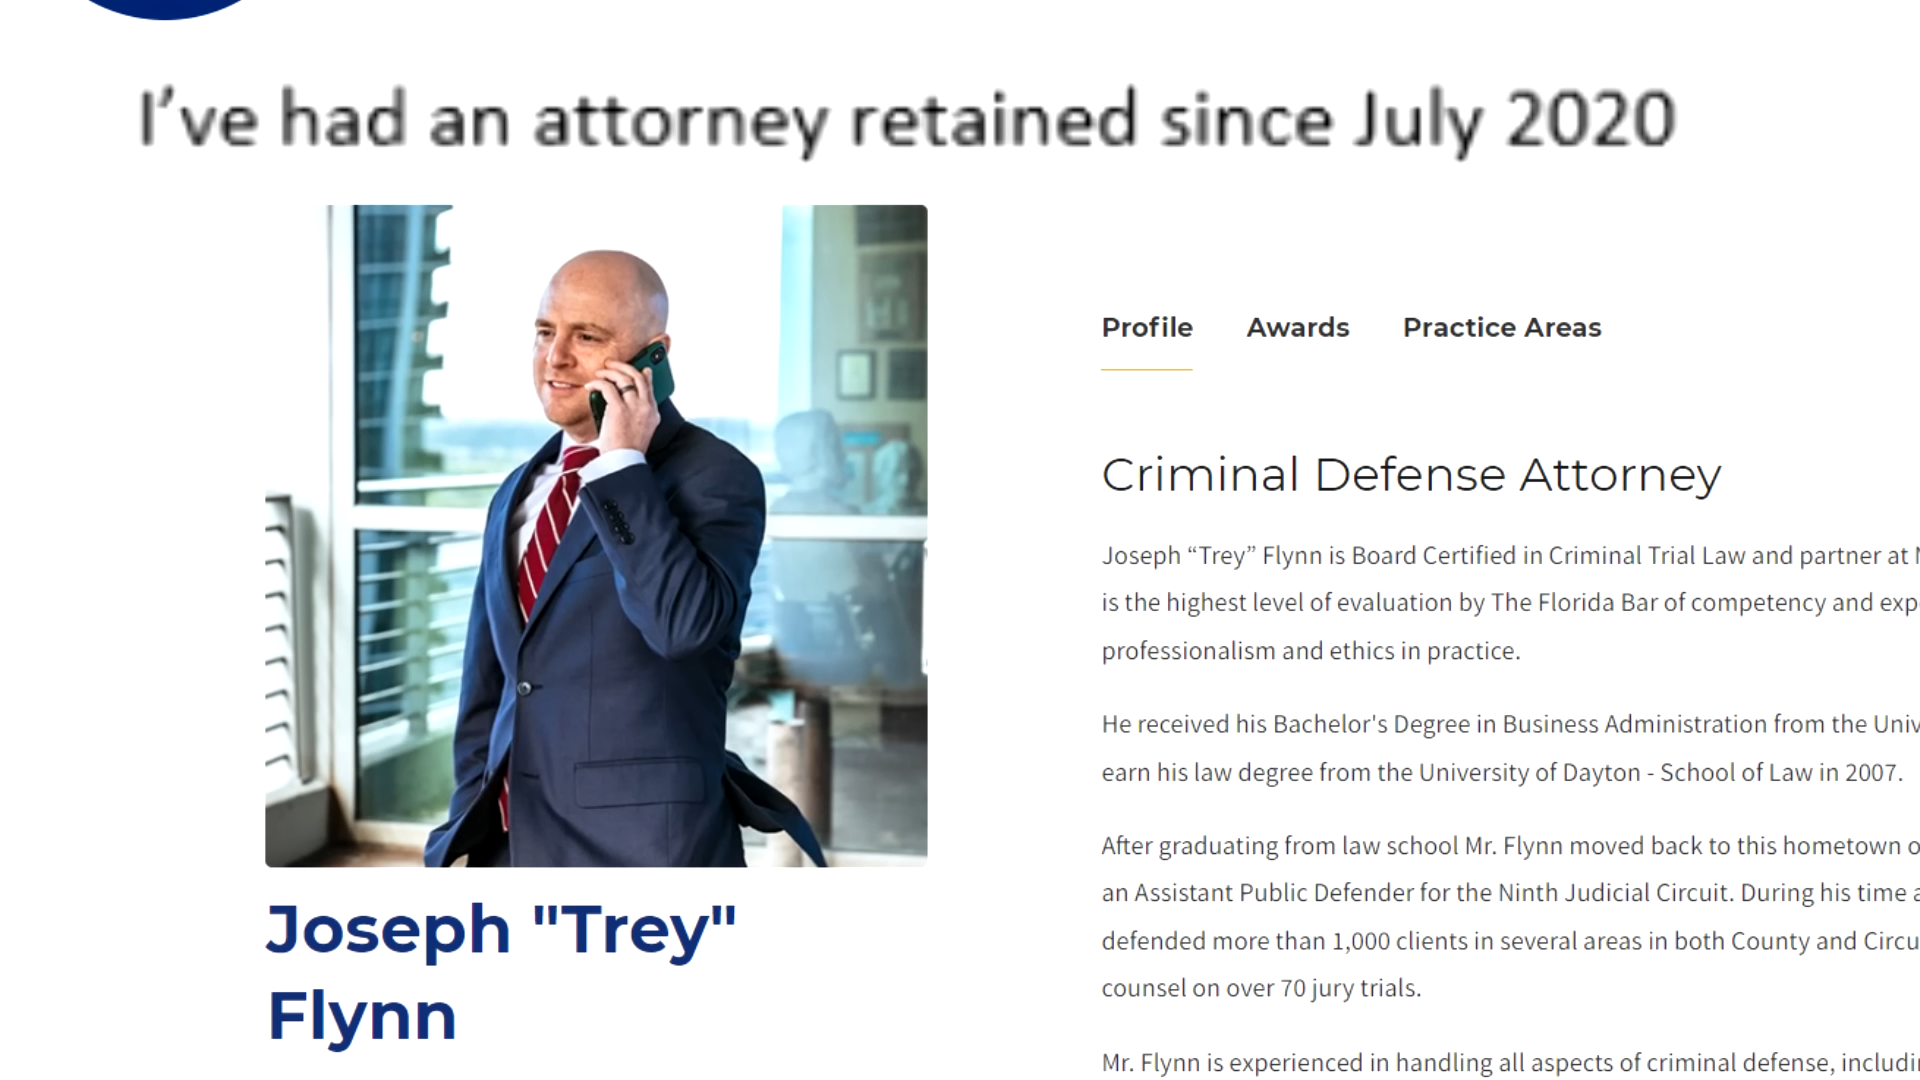 I've had an attorney retained since July 2020
Profile Awards Practice Areas
Criminal Defense Attorney
Joseph “Trey” Flynn is Board Certified in Criminal Trial Law and partner at
is the highest level of evaluation by The Florida Bar of competency and
professionalism and ethics in practice.
He received his Bachelor's Degree in Business Administration from the
earn his law degree from the University of Dayton - School of Law in 2007.
After graduating from law school Mr. Flynn moved back to this hometown
an Assistant Public Defender for the Ninth Judicial Circuit. During his time
defended more than 1,000 clients in several areas in both County and
counsel on over 70 jury trials.
Mr. Flynn is experienced in handling all aspects of criminal defense,
Joseph "Trey"
Flynn